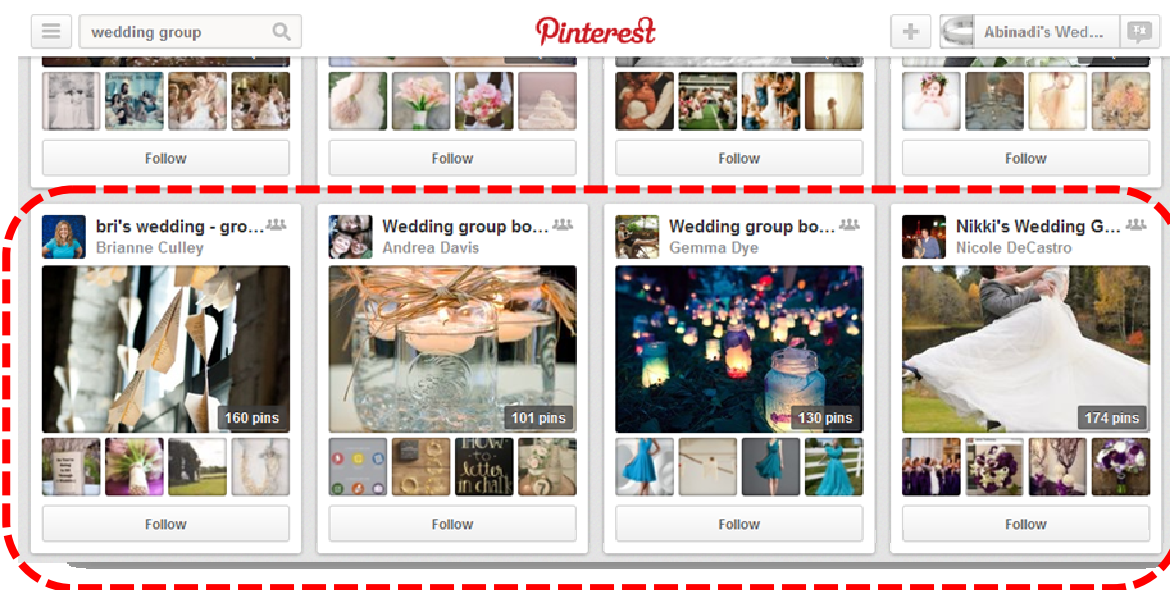 wedding group
Pinterest
Abinadi's Wed...
Follow
Follow
Follow
Follow
bri's wedding - gro...
Brianne Culley
Wedding group bo...
Andrea Davis
Wedding group bo...
Gemma Dye
Nikki's Wedding G...
Nicole DeCastro
160 pins
101 pins
130 pins
174 pins
HOW
to
letter
in chalk
Follow
Follow
Follow
Follow